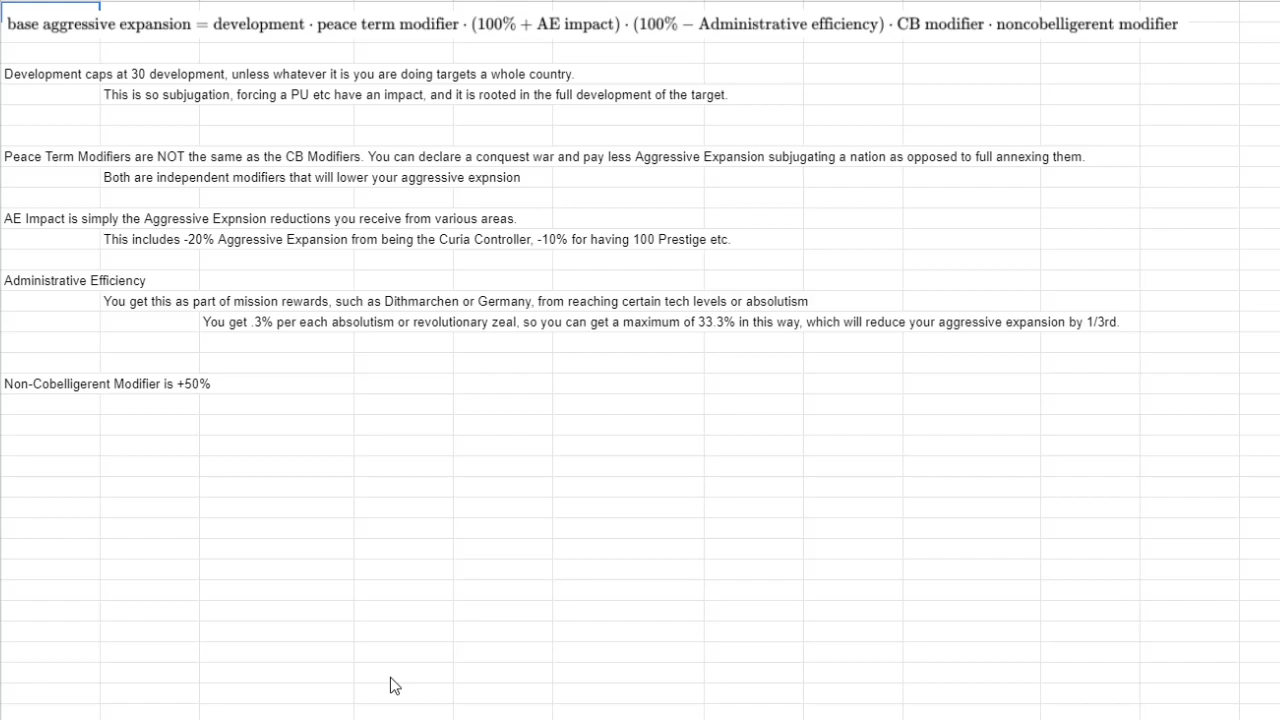 base aggressive expansion = development · peace term modifier · (100% + AE impact) · (100% − Administrative efficiency) · CB modifier · noncobelligerent modifier
Development caps at 30 development, unless whatever it is you are doing targets a whole country.
This is so subjugation, forcing a PU etc have an impact, and it is rooted in the full development of the target.
Peace Term Modifiers are NOT the same as the CB Modifiers. You can declare a conquest war and pay less Aggressive Expansion subjugating a nation as opposed to full annexing them.
Both are independent modifiers that will lower your aggressive expnsion
AE Impact is simply the Aggressive Expnsion reductions you receive from various areas.
This includes -20% Aggressive Expansion from being the Curia Controller, -10% for having 100 Prestige etc.
Administrative Efficiency
You get this as part of mission rewards, such as Dithmarchen or Germany, from reaching certain tech levels or absolutism
You get .3% per each absolutism or revolutionary zeal, so you can get a maximum of 33.3% in this way, which will reduce your aggressive expansion by 1/3rd.
Non-Cobelligerent Modifier is +50%